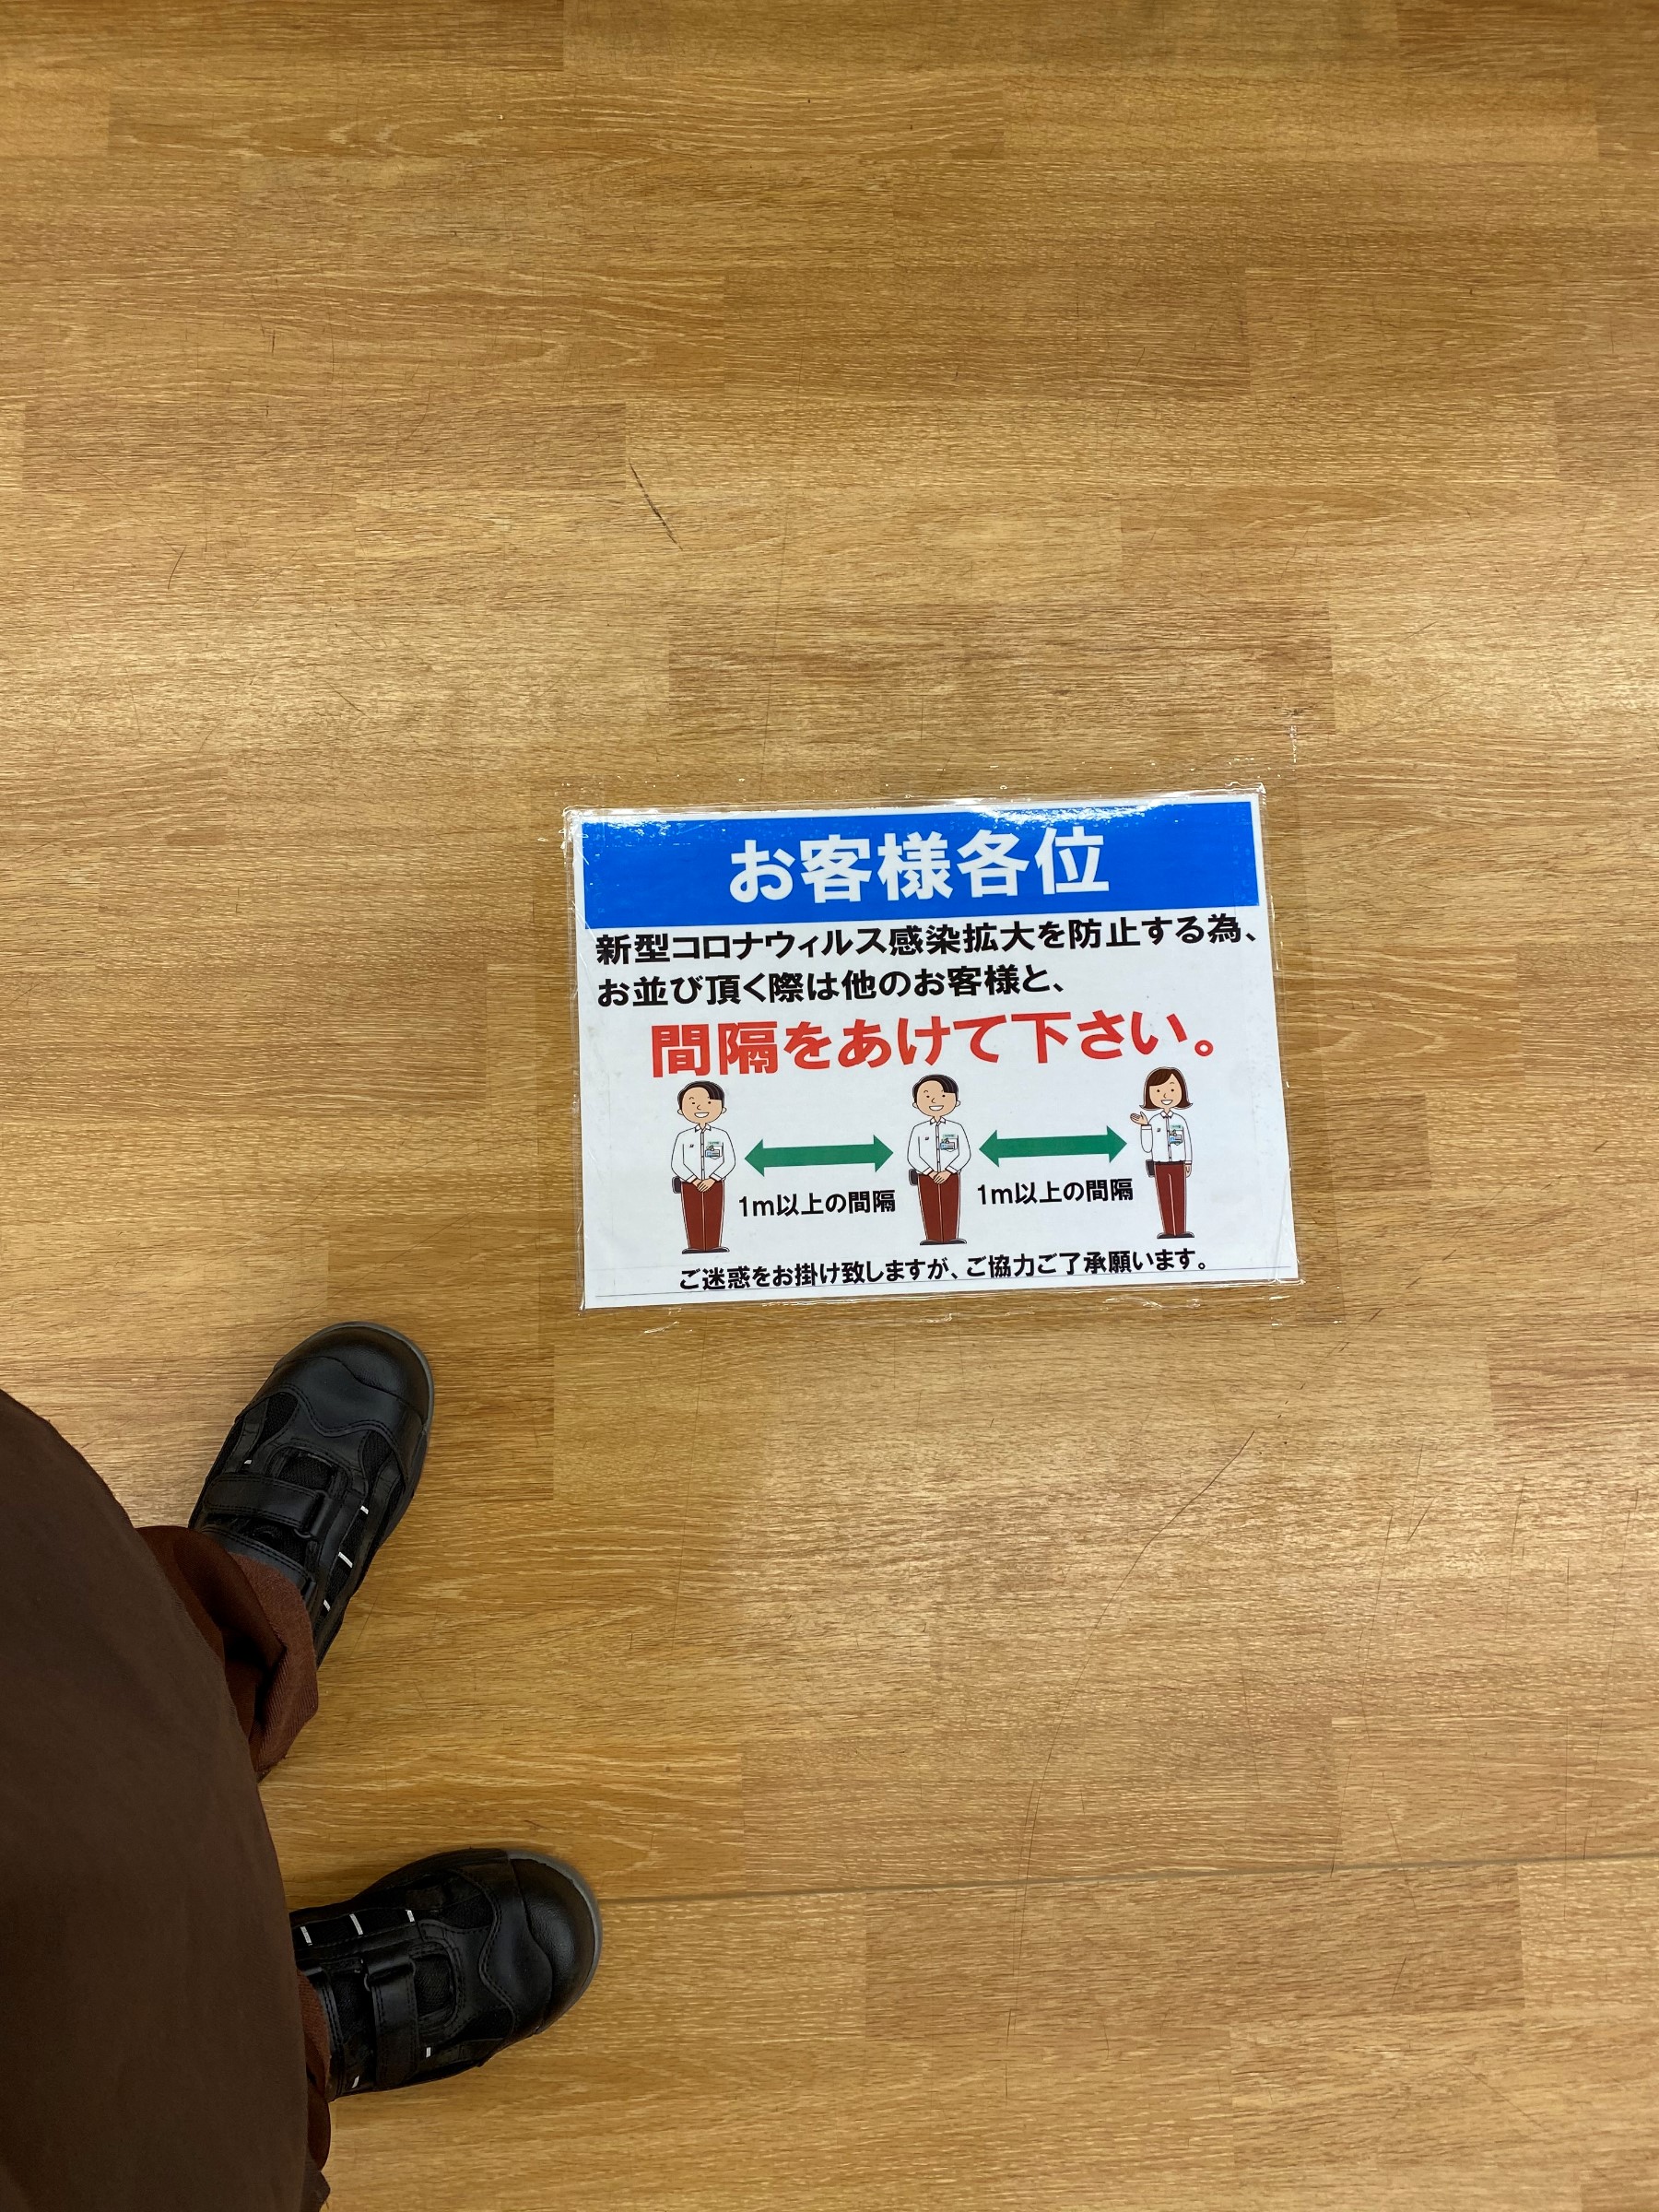 お客様各位
新型コロナウィルス感染拡大を防止する為、
お並び頂く際は他のお客様と、
間隔をあけて下さい。
1m以上の間隔
1m以上の間隔
ご迷惑をお掛け致しますが、ご協力ご了承願います。